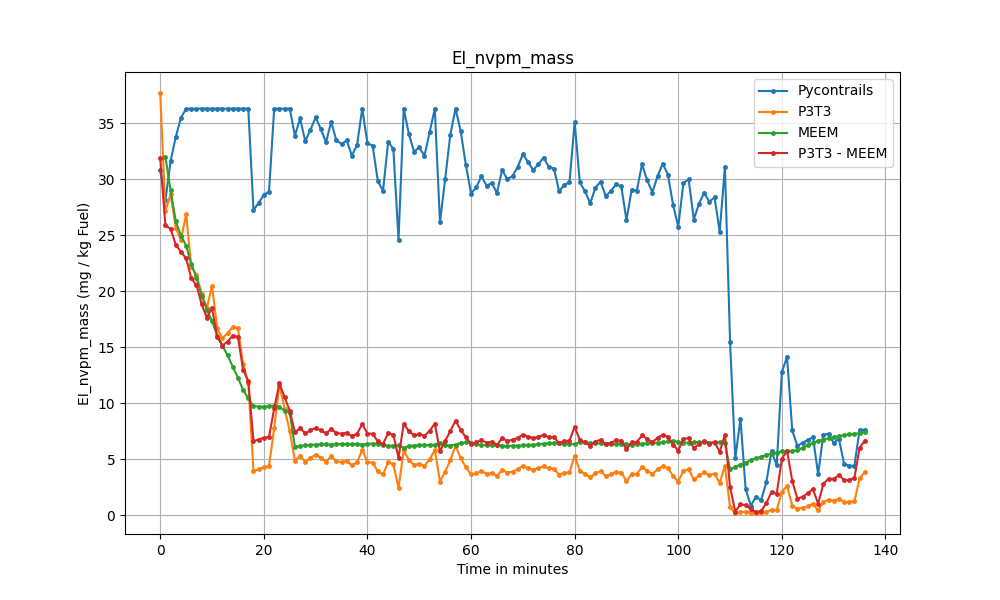 EI_nvpm_mass
Pycontrails
P3T3
MEEM
P3T3 - MEEM
EI_nvpm_mass (mg / kg Fuel)
35
30
25
20
15
10
5
0
0 20 40 60 80 100 120 140
Time in minutes